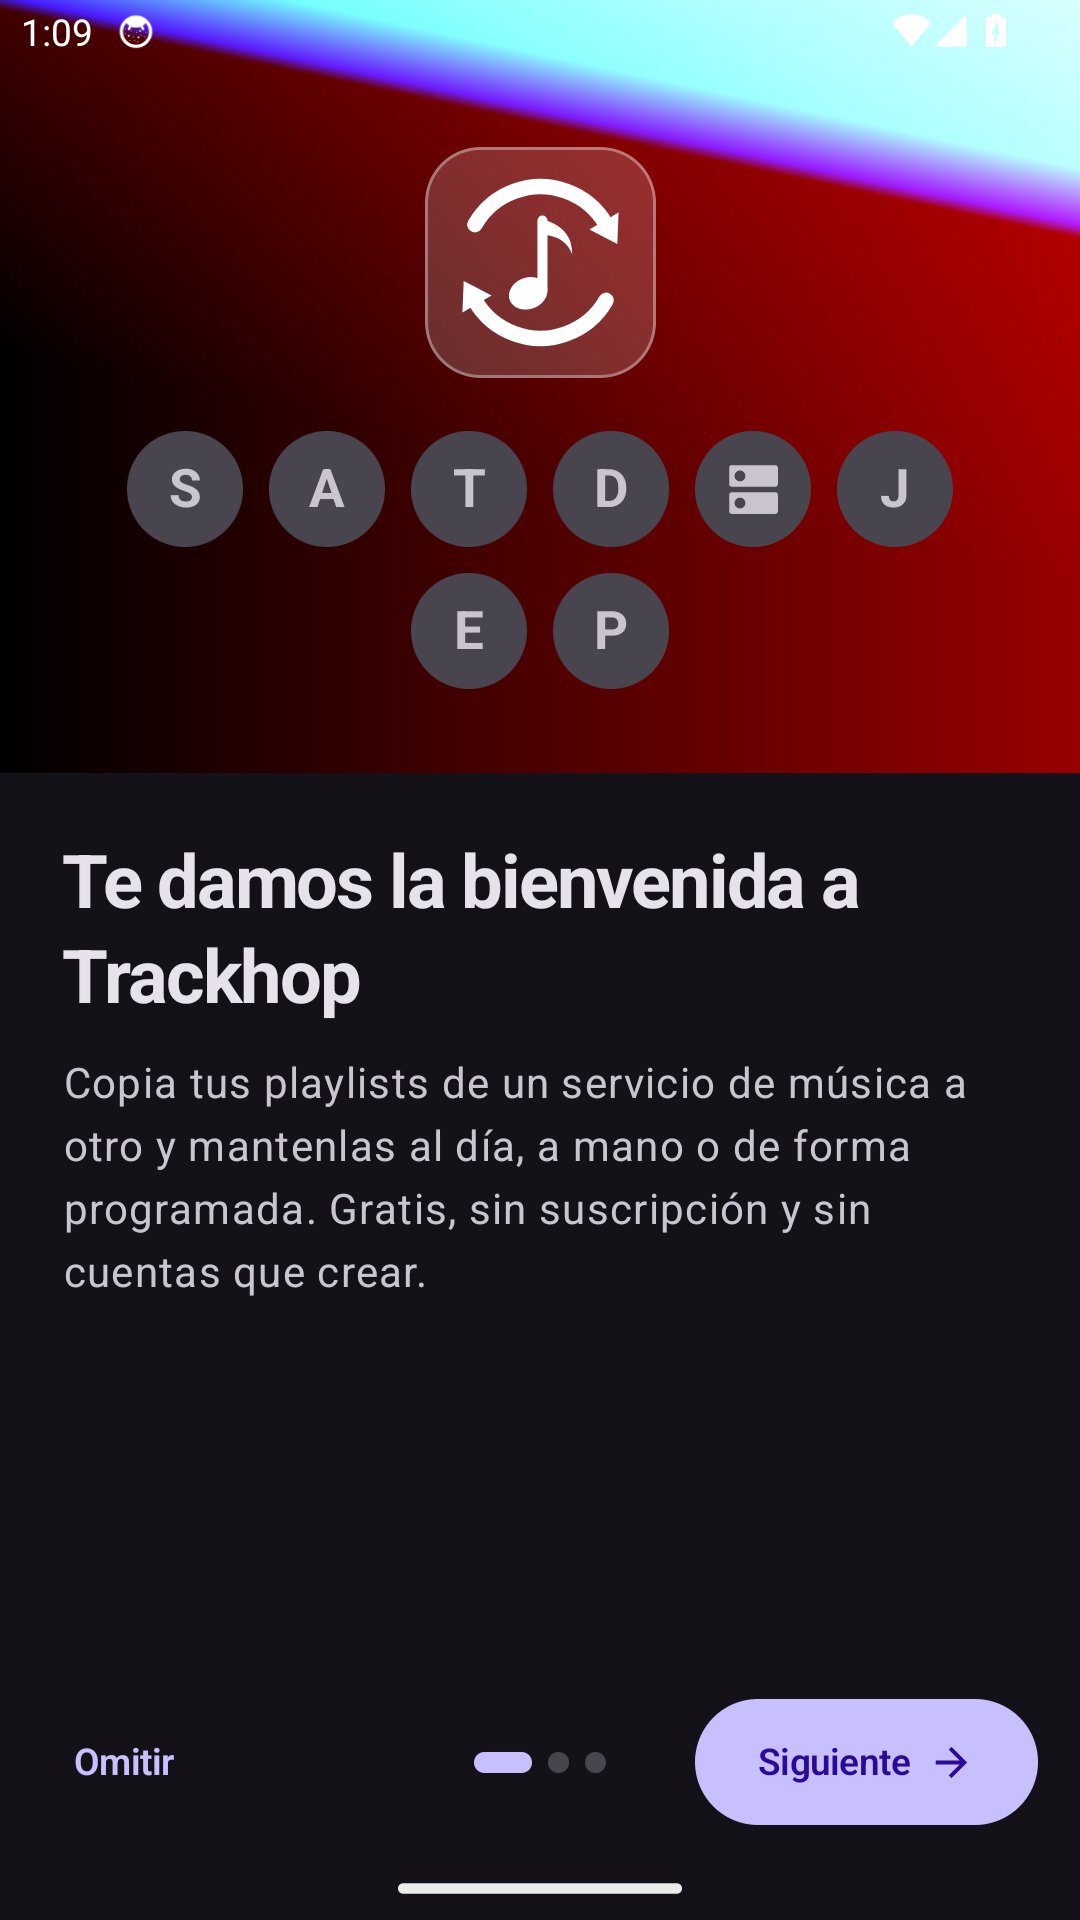 1:09
S A T D J
E P
Te damos la bienvenida a
Trackhop
Copia tus playlists de un servicio de música a
otro y mantenlas al día, a mano o de forma
programada. Gratis, sin suscripción y sin
cuentas que crear.
Omitir
Siguiente